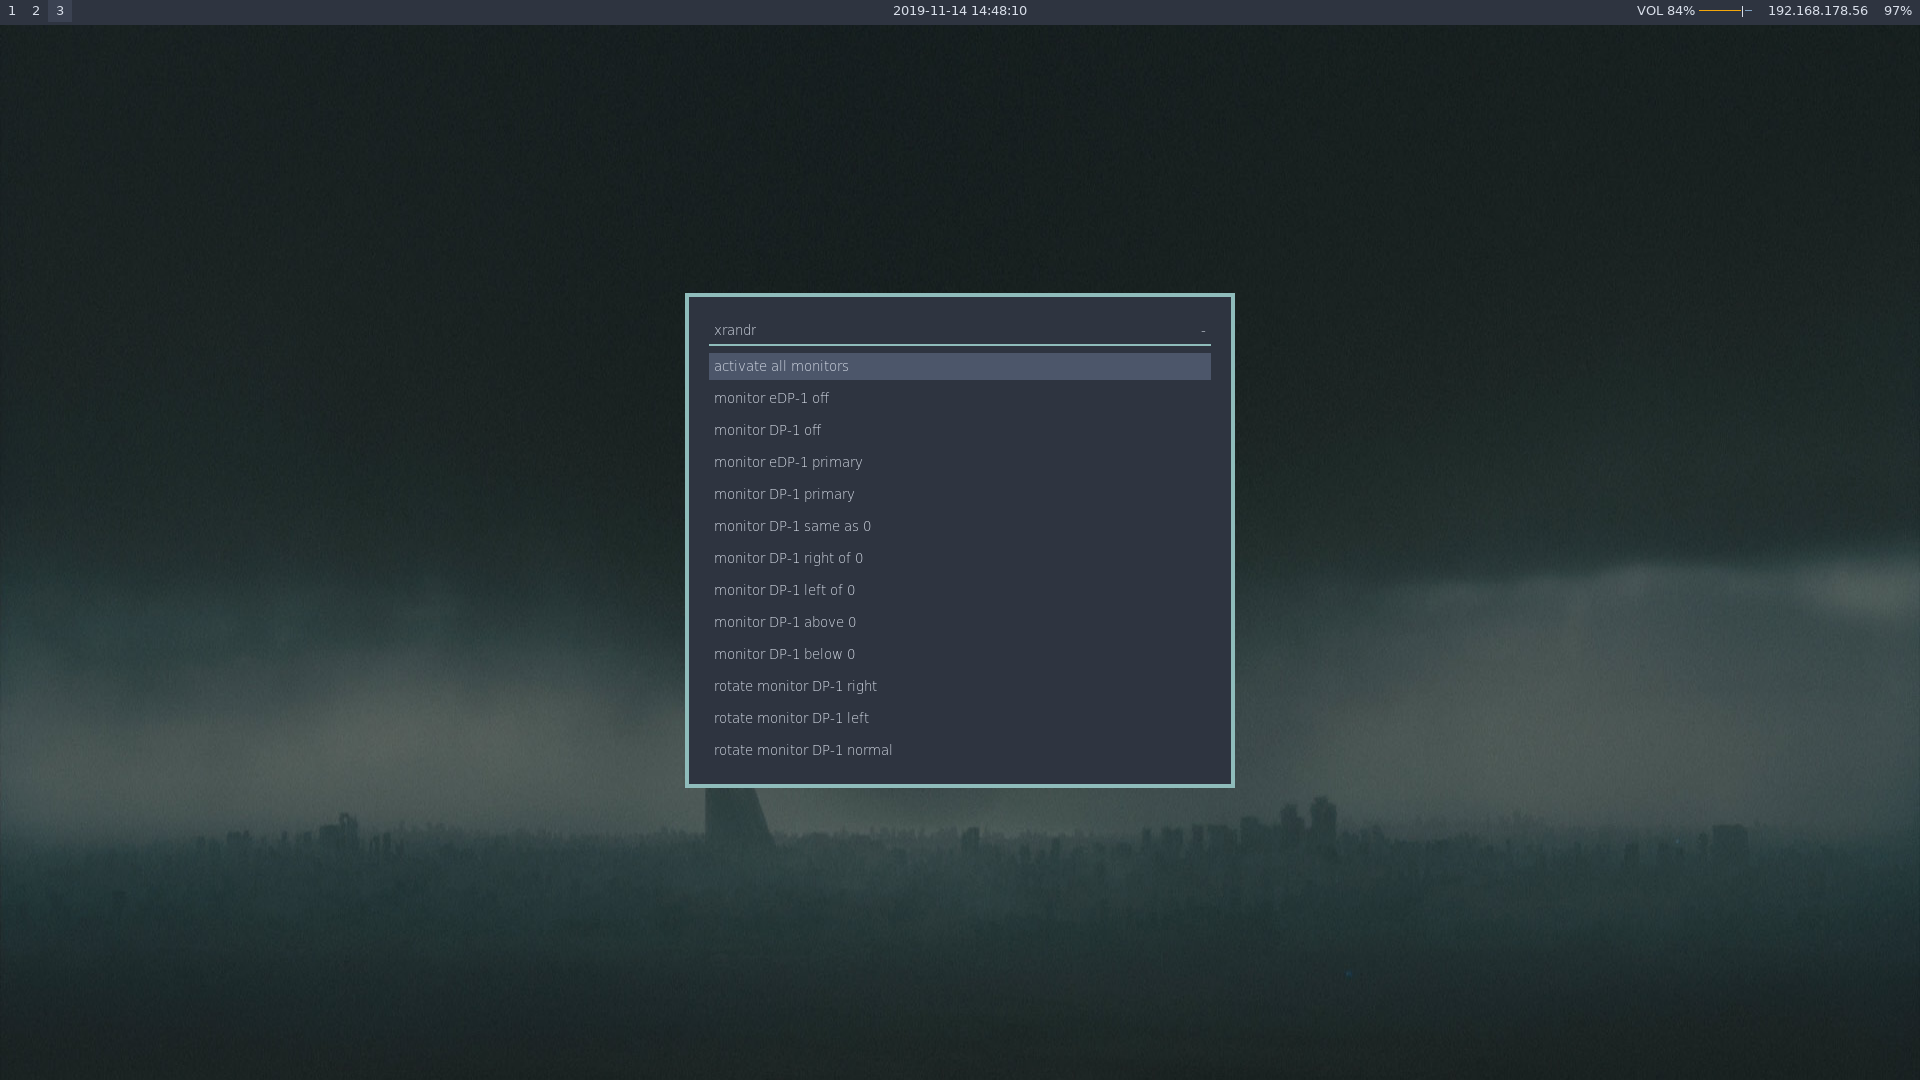 1 2 3 2019-11-14 14:48:10 VOL 84% 192.168.178.56 97%
xrandr -
activate all monitors
monitor eDP-1 off
monitor DP-1 off
monitor eDP-1 primary
monitor DP-1 primary
monitor DP-1 same as 0
monitor DP-1 right of 0
monitor DP-1 left of 0
monitor DP-1 above 0
monitor DP-1 below 0
rotate monitor DP-1 right
rotate monitor DP-1 left
rotate monitor DP-1 normal